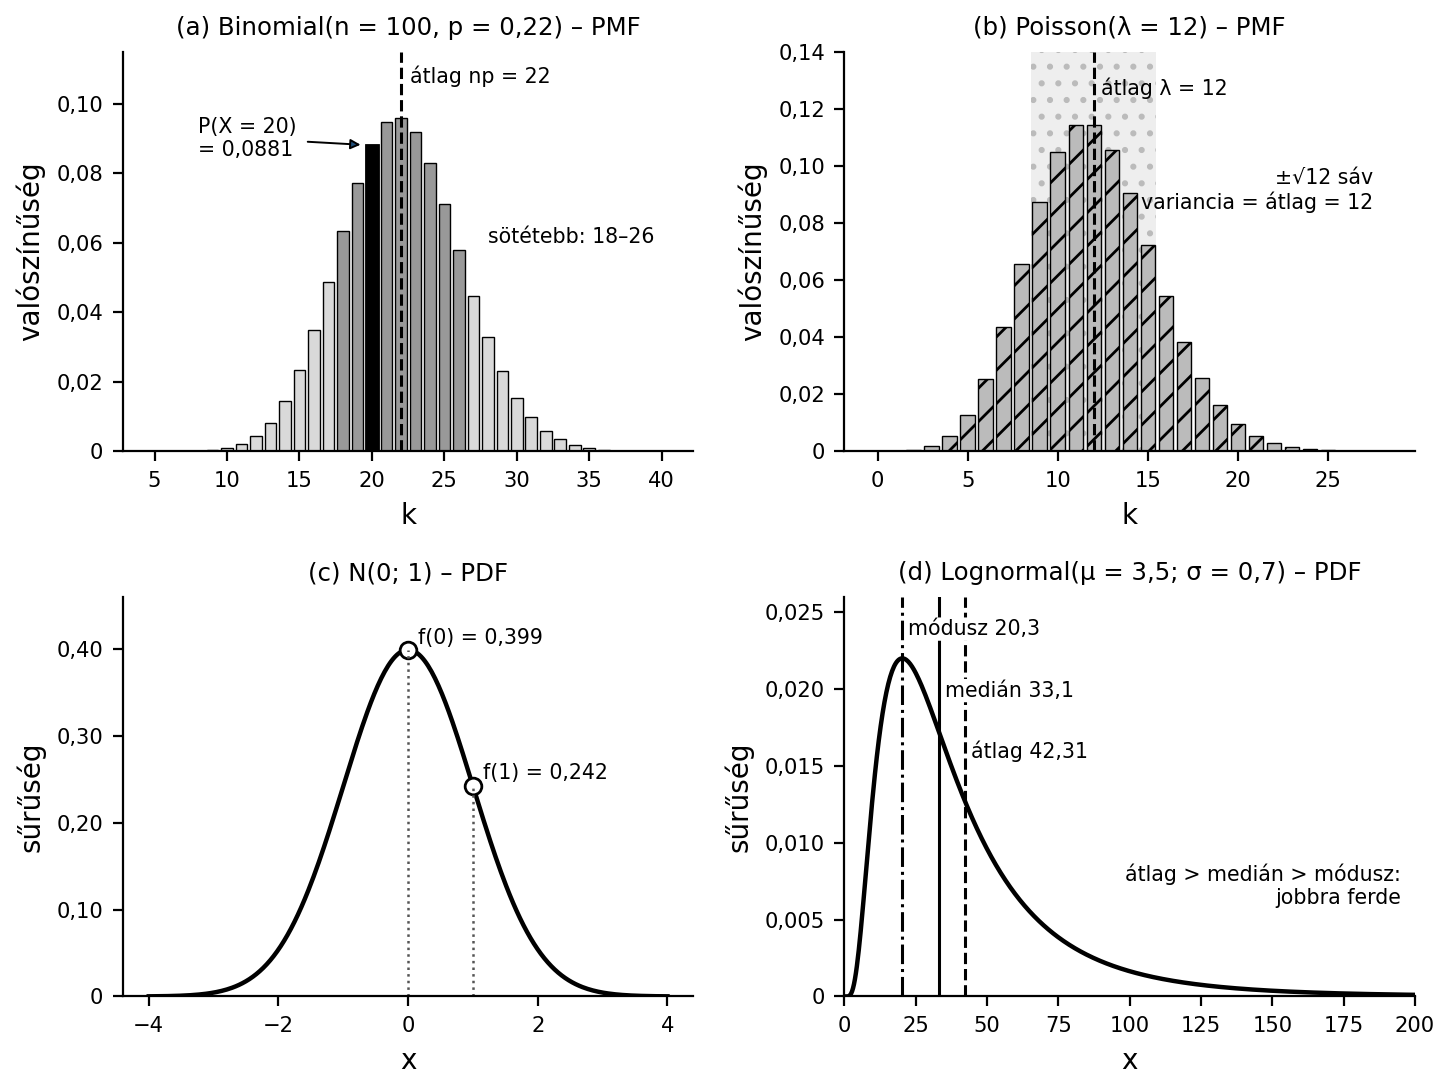 (a) Binomial(n = 100, p = 0,22) – PMF
valószínűség
0,10
0,08
0,06
0,04
0,02
0
átlag np = 22
P(X = 20)
= 0,0881
sötétebb: 18–26
5 10 15 20 25 30 35 40
k
(b) Poisson(λ = 12) – PMF
valószínűség
0,14
0,12
0,10
0,08
0,06
0,04
0,02
0
átlag λ = 12
±√12 sáv
variancia = átlag = 12
0 5 10 15 20 25
k
(c) N(0; 1) – PDF
sűrűség
0,40
0,30
0,20
0,10
0
f(0) = 0,399
f(1) = 0,242
−4 −2 0 2 4
x
(d) Lognormal(μ = 3,5; σ = 0,7) – PDF
sűrűség
0,025
0,020
0,015
0,010
0,005
0
módusz 20,3
medián 33,1
átlag 42,31
átlag > medián > módusz:
jobbra ferde
0 25 50 75 100 125 150 175 200
x